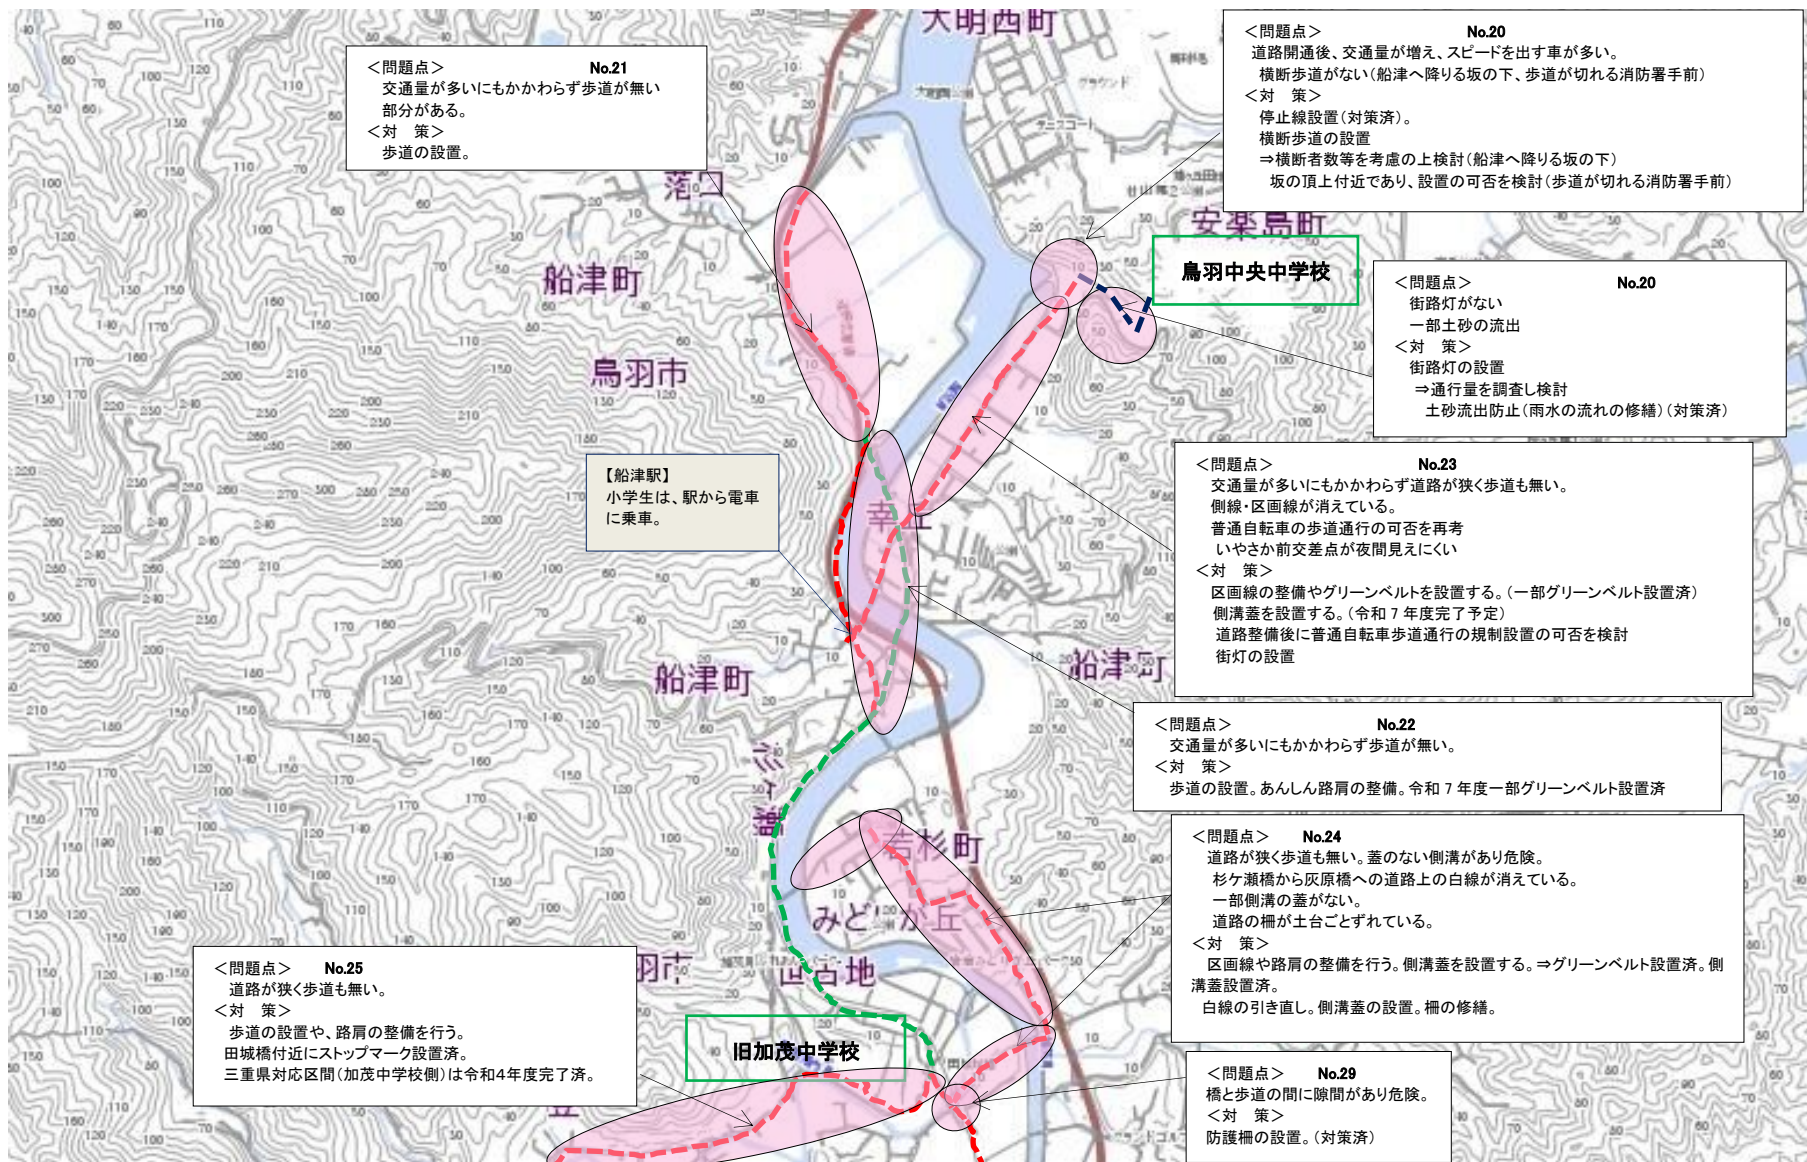 大明西町
＜問題点＞ No.21
交通量が多いにもかかわらず歩道が無い
部分がある。
＜対　策＞
歩道の設置。
＜問題点＞ No.20
道路開通後、交通量が増え、スピードを出す車が多い。
横断歩道がない（船津へ降りる坂の下、歩道が切れる消防署手前）
＜対　策＞
停止線設置（対策済）。
横断歩道の設置
⇒横断者数等を考慮の上検討（船津へ降りる坂の下）
坂の頂上付近であり、設置の可否を検討（歩道が切れる消防署手前）
グラウンド
テニスコート
落口
安楽島町
船津町
鳥羽中央中学校
＜問題点＞ No.20
街路灯がない
一部土砂の流出
＜対　策＞
街路灯の設置
⇒通行量を調査し検討
土砂流出防止（雨水の流れの修繕）（対策済）
鳥羽市
【船津駅】
小学生は、駅から電車
に乗車。
幸丘
＜問題点＞ No.23
交通量が多いにもかかわらず道路が狭く歩道も無い。
側線・区画線が消えている。
普通自転車の歩道通行の可否を再考
いやさか前交差点が夜間見えにくい
＜対　策＞
区画線の整備やグリーンベルトを設置する。（一部グリーンベルト設置済）
側溝蓋を設置する。（令和７年度完了予定）
道路整備後に普通自転車歩道通行の規制設置の可否を検討
街灯の設置
船津町
船津町
＜問題点＞ No.22
交通量が多いにもかかわらず歩道が無い。
＜対　策＞
歩道の設置。あんしん路肩の整備。令和７年度一部グリーンベルト設置済
杉ヶ瀬
若杉町
みどりが丘
＜問題点＞ No.24
道路が狭く歩道も無い。蓋のない側溝があり危険。
杉ケ瀬橋から灰原橋への道路上の白線が消えている。
一部側溝の蓋がない。
道路の柵が土台ごとずれている。
＜対　策＞
区画線や路肩の整備を行う。側溝蓋を設置する。⇒グリーンベルト設置済。側
溝蓋設置済。
白線の引き直し。側溝蓋の設置。柵の修繕。
羽市
世古地
＜問題点＞ No.25
道路が狭く歩道も無い。
＜対　策＞
歩道の設置や、路肩の整備を行う。
田城橋付近にストップマーク設置済。
三重県対応区間（加茂中学校側）は令和４年度完了済。
旧加茂中学校
＜問題点＞ No.29
橋と歩道の間に隙間があり危険。
＜対　策＞
防護柵の設置。（対策済）